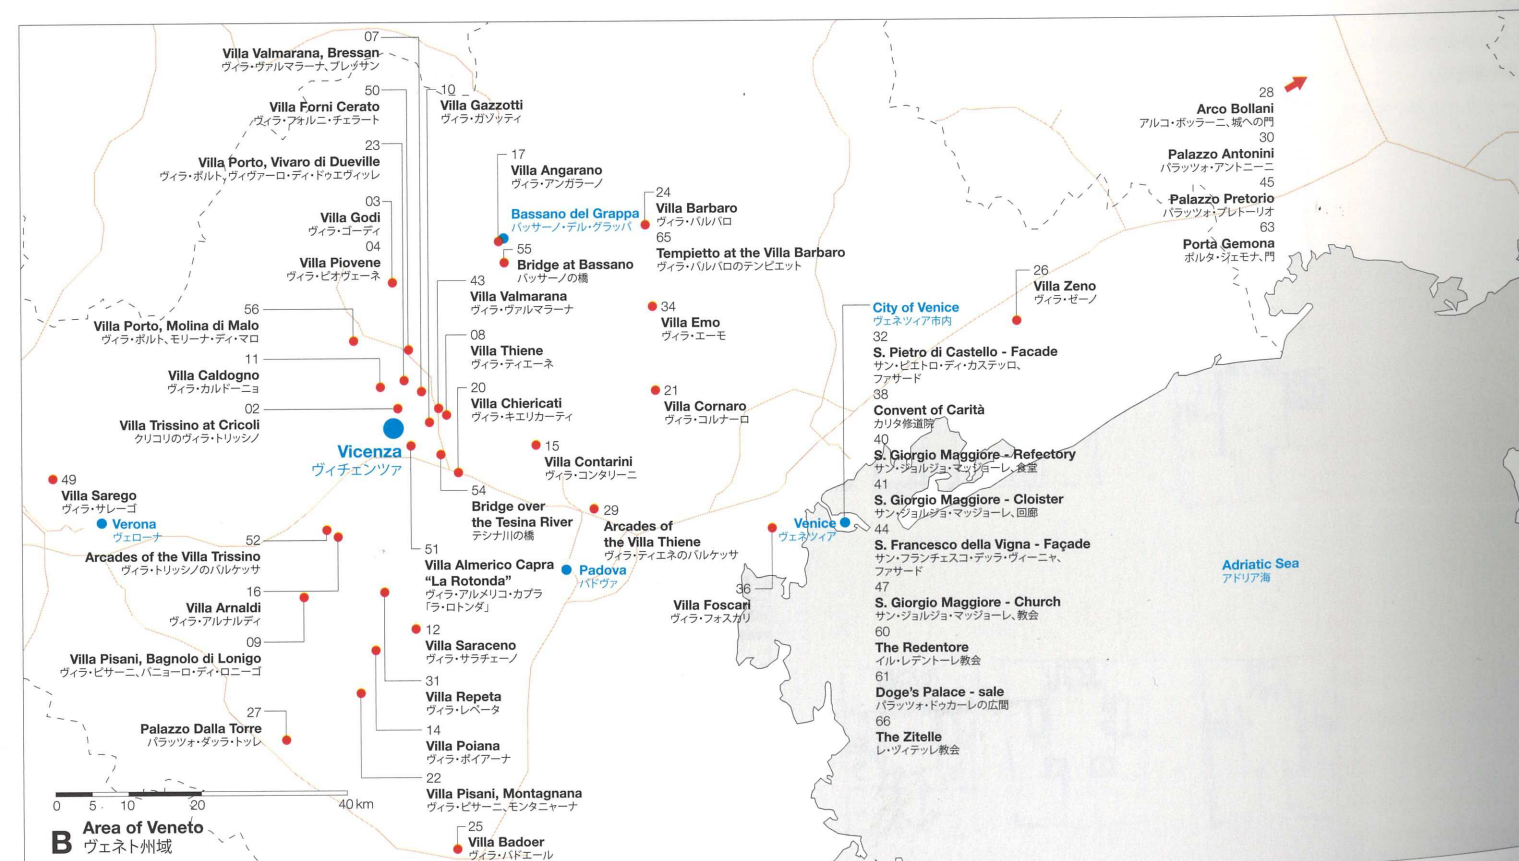 07
Villa Valmarana, Bressan
ヴィラ・ヴァルマラーナ、ブレッサン
50
Villa Forni Cerato
ヴィラ・フォルニ・チェラート
23
Villa Porto, Vivaro di Dueville
ヴィラ・ポルト、ヴィヴァーロ・ディ・ドゥエヴィッレ
03
Villa Godi
ヴィラ・ゴーディ
04
Villa Piovene
ヴィラ・ピオヴェーネ
56
Villa Porto, Molina di Malo
ヴィラ・ポルト、モリーナ・ディ・マロ
11
Villa Caldogno
ヴィラ・カルドーニョ
02
Villa Trissino at Cricoli
クリコリのヴィラ・トリッシノ
Vicenza
ヴィチェンツァ
49
Villa Sarego
ヴィラ・サレーゴ
Verona
ヴェローナ
52
Arcades of the Villa Trissino
ヴィラ・トリッシノのバルケッサ
16
Villa Arnaldi
ヴィラ・アルナルディ
09
Villa Pisani, Bagnolo di Lonigo
ヴィラ・ピサーニ、バニョーロ・ディ・ロニーゴ
27
Palazzo Dalla Torre
パラッツォ・ダッラ・トッレ
10
Villa Gazzotti
ヴィラ・ガゾッティ
17
Villa Angarano
ヴィラ・アンガラーノ
Bassano del Grappa
バッサーノ・デル・グラッパ
55
Bridge at Bassano
バッサーノの橋
43
Villa Valmarana
ヴィラ・ヴァルマラーナ
08
Villa Thiene
ヴィラ・ティエーネ
20
Villa Chiericati
ヴィラ・キエリカーティ
15
Villa Contarini
ヴィラ・コンタリーニ
54
Bridge over
the Tesina River
テシナ川の橋
51
Villa Almerico Capra
“La Rotonda”
ヴィラ・アルメリコ・カプラ
「ラ・ロトンダ」
12
Villa Saraceno
ヴィラ・サラチェーノ
31
Villa Repeta
ヴィラ・レペータ
14
Villa Poiana
ヴィラ・ポイアーナ
22
Villa Pisani, Montagnana
ヴィラ・ピサーニ、モンタニャーナ
25
Villa Badoer
ヴィラ・バドエール
24
Villa Barbaro
ヴィラ・バルバロ
65
Tempietto at the Villa Barbaro
ヴィラ・バルバロのテンピエット
34
Villa Emo
ヴィラ・エーモ
21
Villa Cornaro
ヴィラ・コルナーロ
29
Arcades of
the Villa Thiene
ヴィラ・ティエネのバルケッサ
Padova
パドヴァ
36
Villa Foscari
ヴィラ・フォスカリ
Venice
ヴェネツィア
City of Venice
ヴェネツィア市内
32
S. Pietro di Castello - Facade
サン・ピエトロ・ディ・カステッロ、
ファサード
38
Convent of Carità
カリタ修道院
40
S. Giorgio Maggiore - Refectory
サン・ジョルジョ・マッジョーレ、食堂
41
S. Giorgio Maggiore - Cloister
サン・ジョルジョ・マッジョーレ、回廊
44
S. Francesco della Vigna - Façade
サン・フランチェスコ・デッラ・ヴィーニャ、
ファサード
47
S. Giorgio Maggiore - Church
サン・ジョルジョ・マッジョーレ、教会
60
The Redentore
イル・レデントーレ教会
61
Doge’s Palace - sale
パラッツォ・ドゥカーレの広間
66
The Zitelle
レ・ヅィテッレ教会
26
Villa Zeno
ヴィラ・ゼーノ
28
Arco Bollani
アルコ・ボッラーニ、城への門
30
Palazzo Antonini
パラッツォ・アントニーニ
45
Palazzo Pretorio
パラッツォ・プレトーリオ
63
Porta Gemona
ポルタ・ジェモナ、門
Adriatic Sea
アドリア海
0 5 10 20 40 km
B Area of Veneto
ヴェネト州域